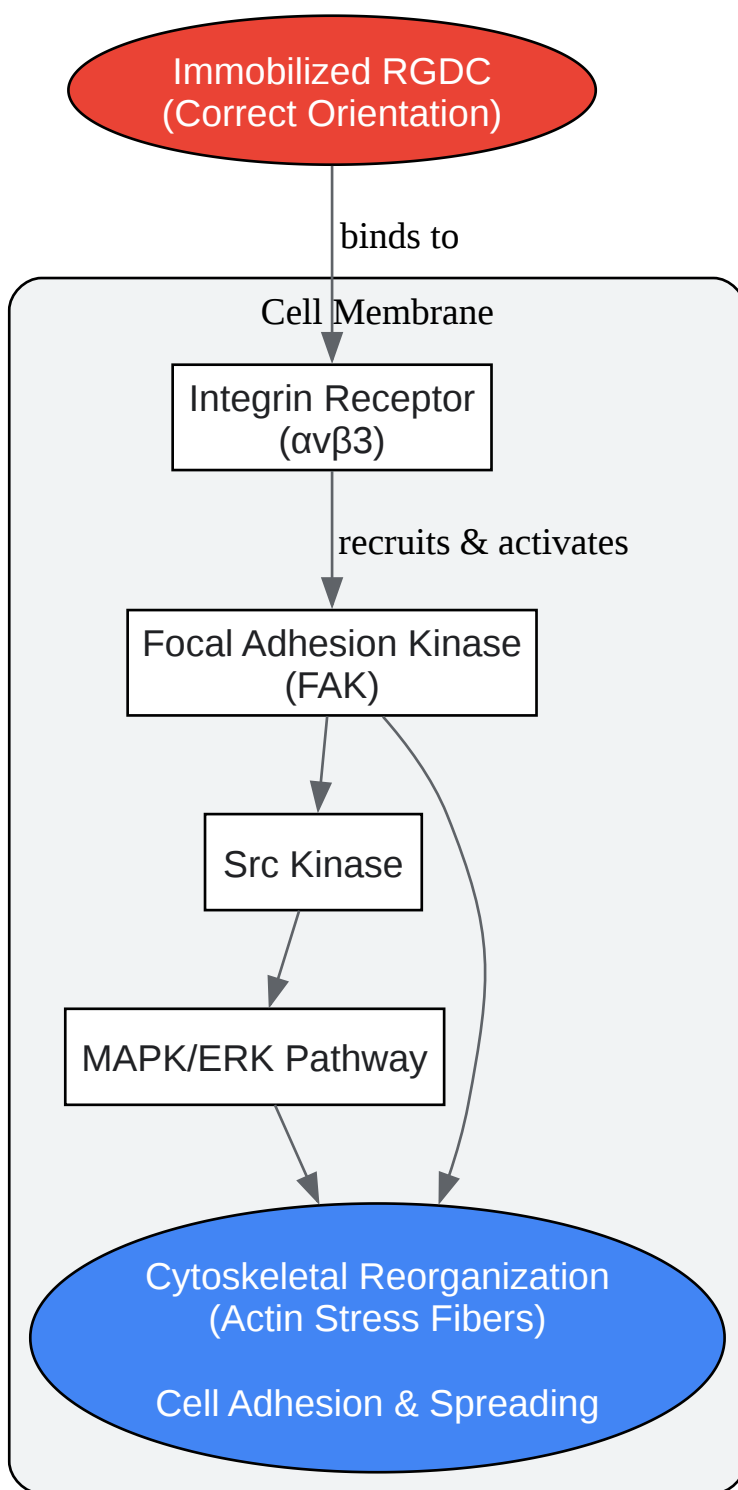 Immobilized RGDC
(Correct Orientation)
binds to
Cell Membrane
Integrin Receptor
(αvβ3)
recruits & activates
Focal Adhesion Kinase
(FAK)
Src Kinase
MAPK/ERK Pathway
Cytoskeletal Reorganization
(Actin Stress Fibers)
Cell Adhesion & Spreading